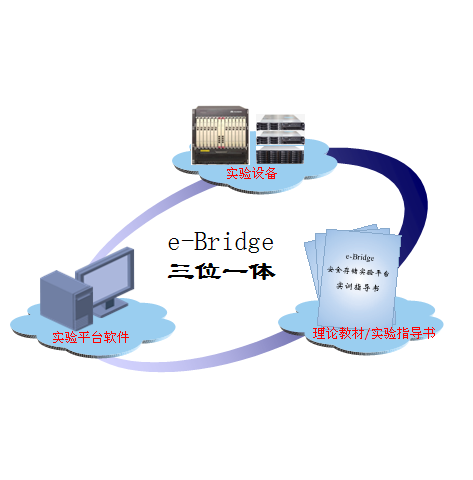 实验设备
e-Bridge
三位一体
e-Bridge
安全存储实验平台
实训指导书
实验平台软件
理论教材/实验指导书